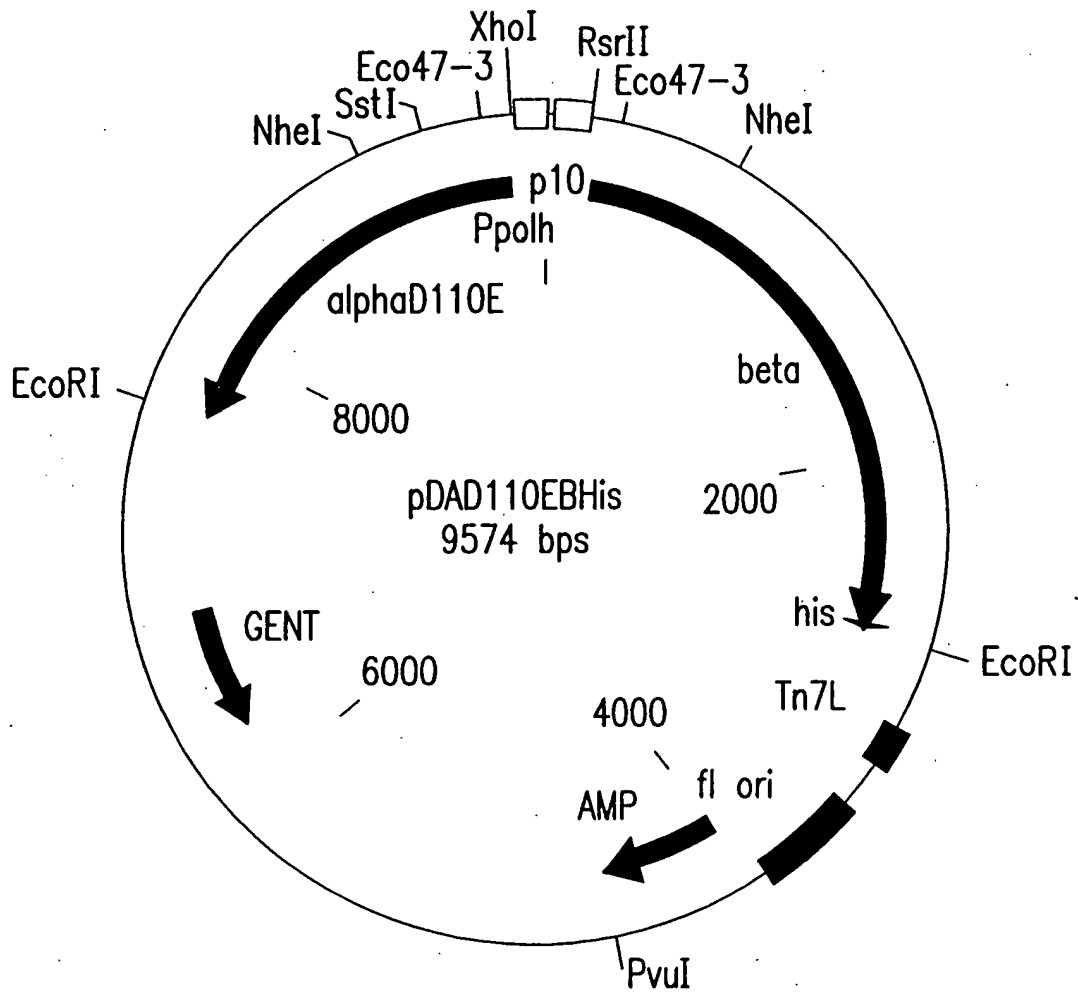 XhoI
RsrII
Eco47-3
Eco47-3
SstI
NheI
NheI
p10
Ppolh
alphaD110E
beta
EcoRI
8000
pDAD110EBHis
2000
9574 bps
his
GENT
EcoRI
6000
Tn7L
4000
fl ori
AMP
PvuI